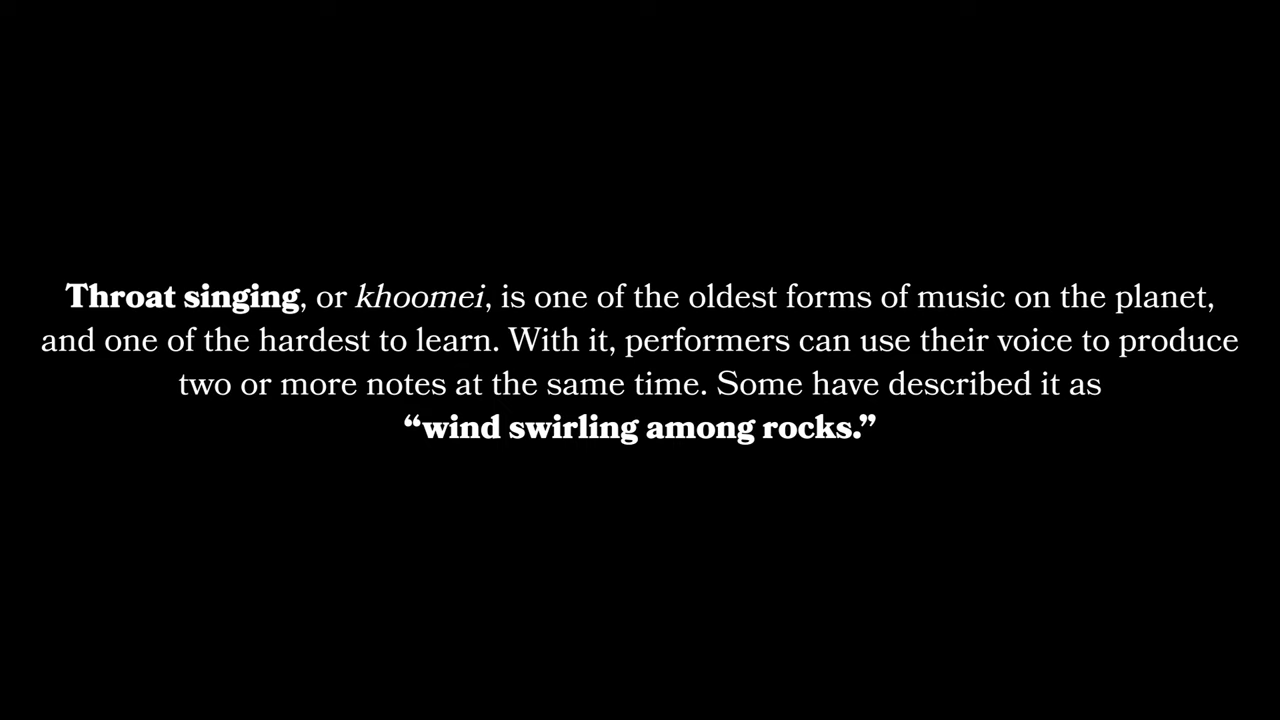 Throat singing, or khoomei, is one of the oldest forms of music on the planet,
and one of the hardest to learn. With it, performers can use their voice to produce
two or more notes at the same time. Some have described it as
“wind swirling among rocks.”